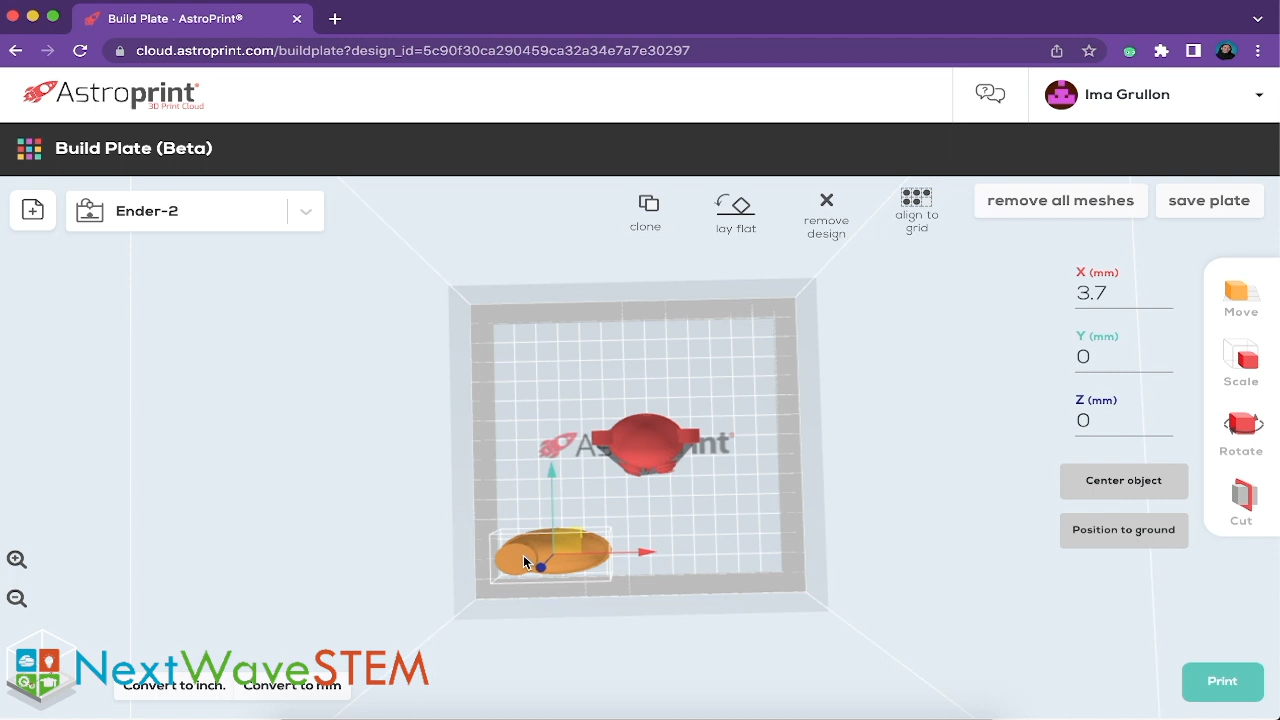 Build Plate · AstroPrint®
cloud.astroprint.com/buildplate?design_id=5c90f30ca290459ca32a34e7a7e30297
Astroprint®
3D Print Cloud
Ima Grullon
Build Plate (Beta)
Ender-2
clone
lay flat
remove
design
align to
grid
remove all meshes
save plate
X (mm)
3.7
Y (mm)
0
Z (mm)
0
Center object
Position to ground
Move
Scale
Rotate
Cut
NextWaveSTEM
Convert to inch.
Convert to mm
Print